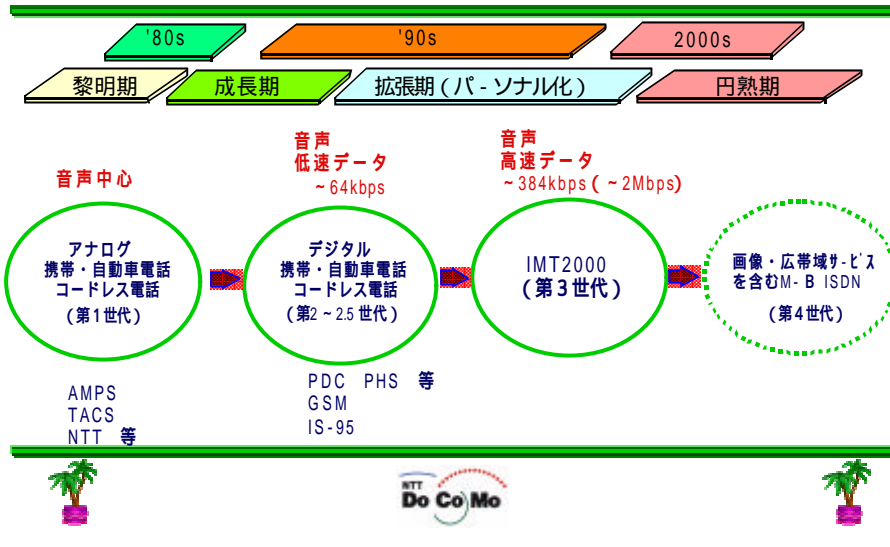 '80s
'90s
2000s
黎明期
成長期
拡張期(パ-ソナル化)
円熟期
音声中心
音声
低速データ
~64kbps
音声
高速データ
~384kbps(~2Mbps)
アナログ
携帯・自動車電話
コードレス電話
(第1世代)
デジタル
携帯・自動車電話
コードレス電話
(第2~2.5世代)
IMT2000
(第3世代)
画像・広帯域サ-ビス
を含むM-B ISDN
(第4世代)
AMPS
TACS
NTT 等
PDC PHS 等
GSM
IS-95
NTT
Do Co Mo